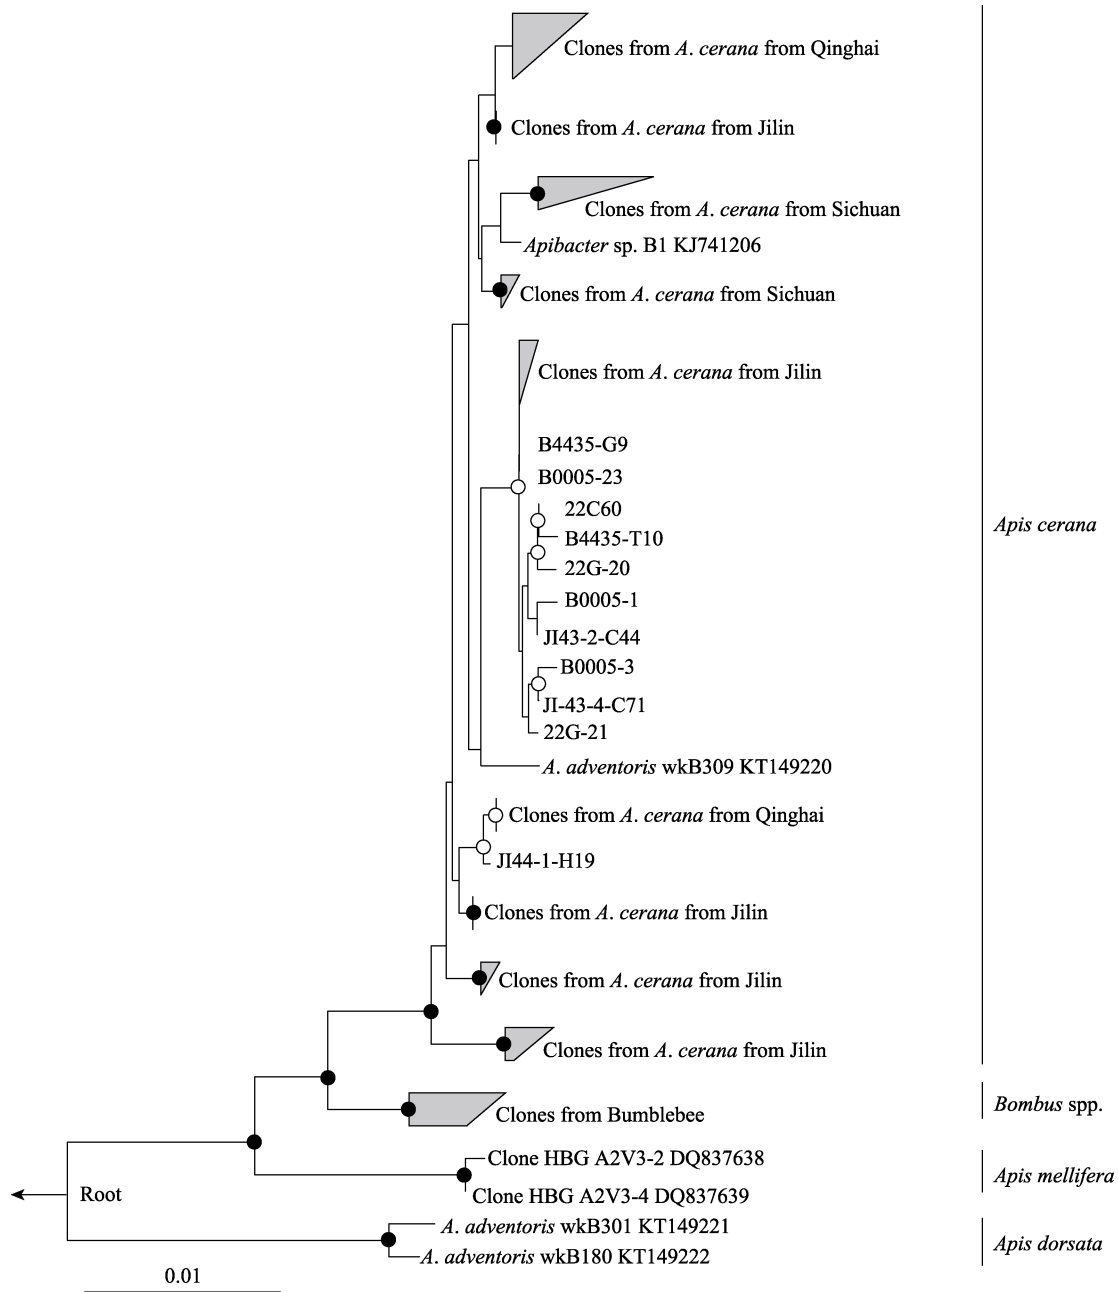 Clones from A. cerana from Qinghai
Clones from A. cerana from Jilin
Clones from A. cerana from Sichuan
Apibacter sp. B1 KJ741206
Clones from A. cerana from Sichuan
Clones from A. cerana from Jilin
B4435-G9
B0005-23
22C60
Apis cerana
B4435-T10
22G-20
B0005-1
JI43-2-C44
B0005-3
JI-43-4-C71
22G-21
A. adventoris wkB309 KT149220
Clones from A. cerana from Qinghai
JI44-1-H19
Clones from A. cerana from Jilin
Clones from A. cerana from Jilin
Clones from A. cerana from Jilin
Clones from Bumblebee
Bombus spp.
Clone HBG A2V3-2 DQ837638
Apis mellifera
Root
Clone HBG A2V3-4 DQ837639
A. adventoris wkB301 KT149221
Apis dorsata
A. adventoris wkB180 KT149222
0.01